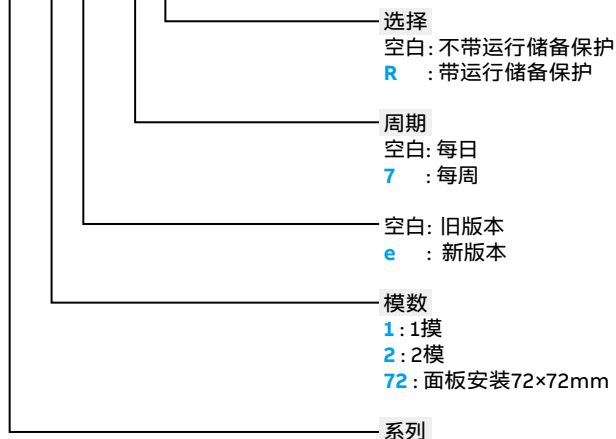 选择
空白: 不带运行储备保护
R : 带运行储备保护
周期
空白: 每日
7 : 每周
空白: 旧版本
e : 新版本
模数
1 : 1摸
2 : 2模
72 : 面板安装72×72mm
系列